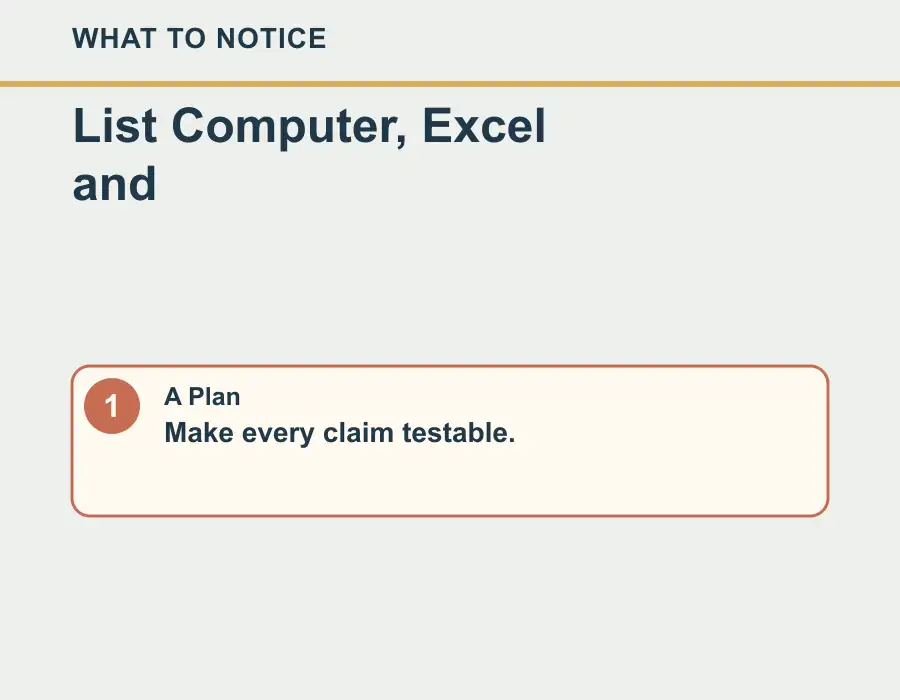 WHAT TO NOTICE
List Computer, Excel
and
1
A Plan
Make every claim testable.